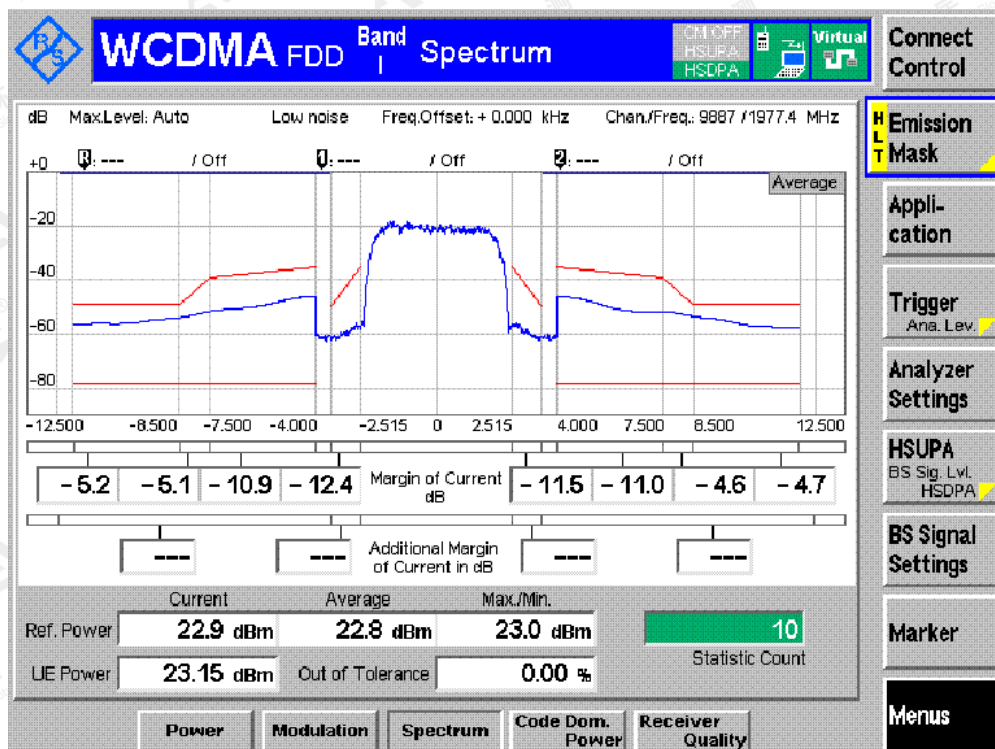 R&S WCDMA FDD Band I Spectrum
CM OFF
HSUPA
HSDPA
Virtual
Connect Control
dB Max.Level: Auto Low noise Freq.Offset: + 0.000 kHz Chan./Freq.: 9887 / 1977.4 MHz
HLT Emission Mask
+0 R: --- / Off 1: --- / Off 2: --- / Off
Average
Appli-
cation
-20
-40
-60
-80
Trigger
Ana. Lev.
Analyzer
Settings
-12.500 -8.500 -7.500 -4.000 -2.515 0 2.515 4.000 7.500 8.500 12.500
HSUPA
BS Sig. Lvl.
HSDPA
- 5.2 - 5.1 - 10.9 - 12.4 Margin of Current dB - 11.5 - 11.0 - 4.6 - 4.7
--- --- Additional Margin of Current in dB --- ---
BS Signal
Settings
Current Average Max./Min.
Ref. Power 22.9 dBm 22.8 dBm 23.0 dBm 10
Statistic Count
UE Power 23.15 dBm Out of Tolerance 0.00 %
Marker
Power Modulation Spectrum Code Dom. Power Receiver Quality
Menus